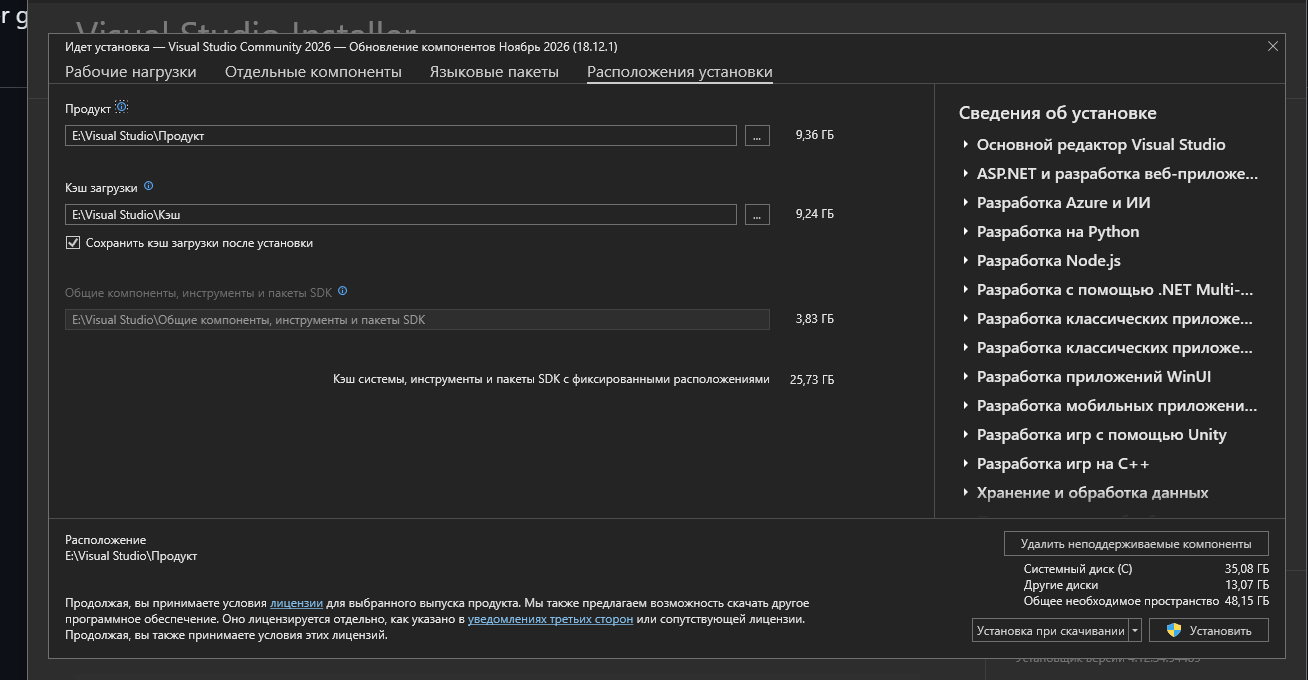 r g
Visual Studio Installer
Идет установка — Visual Studio Community 2026 — Обновление компонентов Ноябрь 2026 (18.12.1)
Рабочие нагрузки Отдельные компоненты Языковые пакеты Расположения установки
Продукт
E:\Visual Studio\Продукт ... 9,36 ГБ
Кэш загрузки
E:\Visual Studio\Кэш ... 9,24 ГБ
Сохранить кэш загрузки после установки
Общие компоненты, инструменты и пакеты SDK
E:\Visual Studio\Общие компоненты, инструменты и пакеты SDK 3,83 ГБ
Кэш системы, инструменты и пакеты SDK с фиксированными расположениями 25,73 ГБ
Сведения об установке
Основной редактор Visual Studio
ASP.NET и разработка веб-приложе...
Разработка Azure и ИИ
Разработка на Python
Разработка Node.js
Разработка с помощью .NET Multi-...
Разработка классических приложе...
Разработка классических приложе...
Разработка приложений WinUI
Разработка мобильных приложени...
Разработка игр с помощью Unity
Разработка игр на C++
Хранение и обработка данных
Расположение
E:\Visual Studio\Продукт
Продолжая, вы принимаете условия лицензии для выбранного выпуска продукта. Мы также предлагаем возможность скачать другое
программное обеспечение. Оно лицензируется отдельно, как указано в уведомлениях третьих сторон или сопутствующей лицензии.
Продолжая, вы также принимаете условия этих лицензий.
Удалить неподдерживаемые компоненты
Системный диск (C) 35,08 ГБ
Другие диски 13,07 ГБ
Общее необходимое пространство 48,15 ГБ
Установка при скачивании Установить
Установщик версии